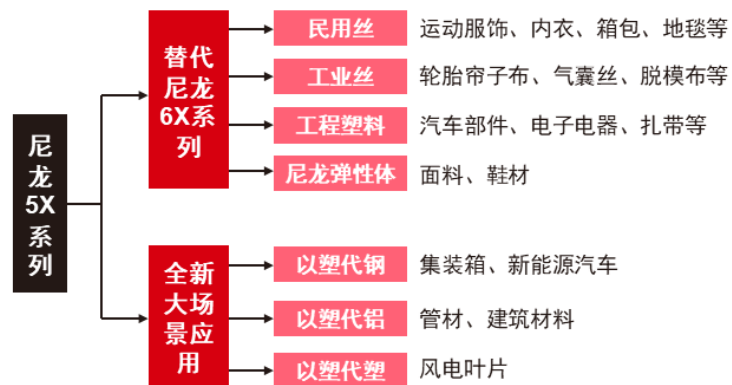 尼
龙
5X
系
列
替代
尼龙
6X系
列
民用丝
运动服饰、内衣、箱包、地毯等
工业丝
轮胎帘子布、气囊丝、脱模布等
工程塑料
汽车部件、电子电器、扎带等
尼龙弹性体
面料、鞋材
全新
大场
景应
用
以塑代钢
集装箱、新能源汽车
以塑代铝
管材、建筑材料
以塑代塑
风电叶片